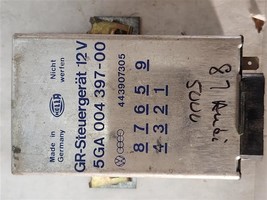 Made in
Germany
HELLA
Nicht
werfen
GR-Steuergerät 12V
5GA 004 397-00
443907305
8 7 6 5 9
4 3 2 1
87 Audi
5000